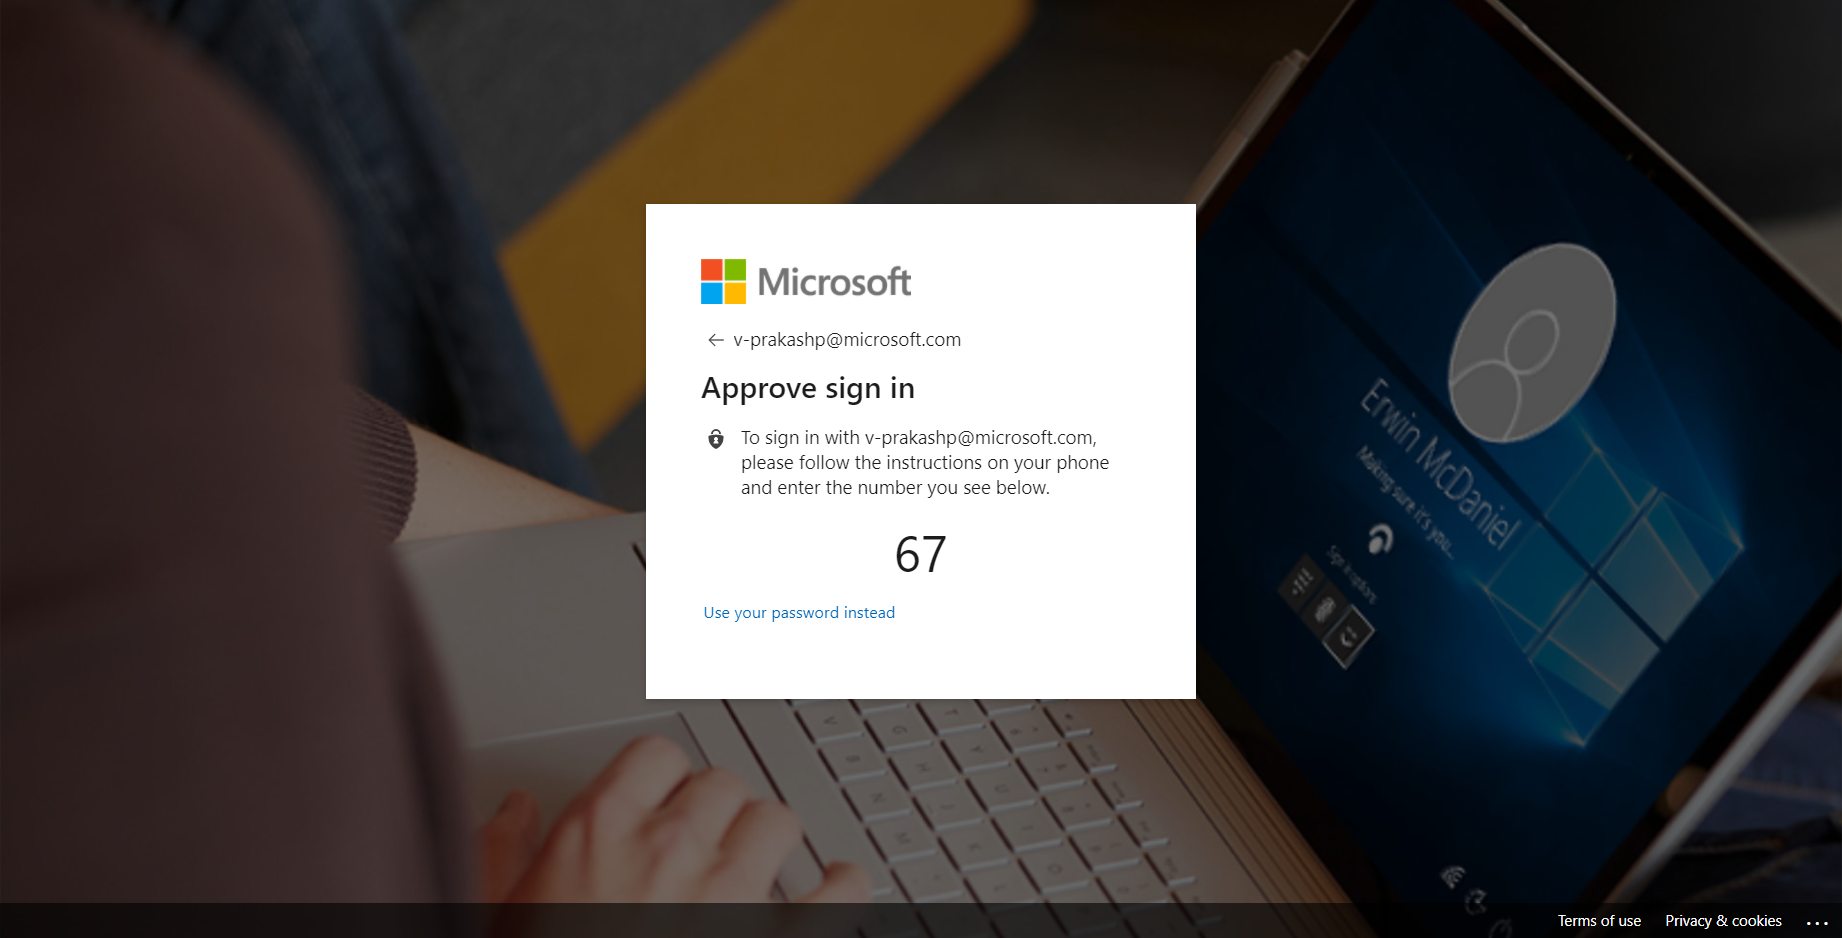 Microsoft
v-prakashp@microsoft.com
Approve sign in
To sign in with v-prakashp@microsoft.com,
please follow the instructions on your phone
and enter the number you see below.
67
Use your password instead
Erwin McDaniel
Making sure it's you...
Sign in options
Terms of use
Privacy & cookies
...